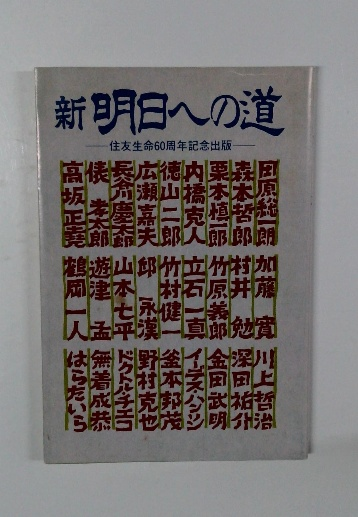 新 明日への道
住友生命60周年記念出版
田原総一朗
森本哲郎
栗本慎一郎
内橋克人
徳山二郎
広瀬嘉夫
長倉慶太郎
俵孝太郎
高坂正堯
加藤寛
村井勉
竹原義郎
立石一真
竹村健一
邱永漢
山本七平
遊津孟
鶴岡一人
川上哲治
深田祐介
金田武明
イーデス・ハンソン
釜本邦茂
野村克也
ドクトル・チエコ
無着成恭
はらたいら